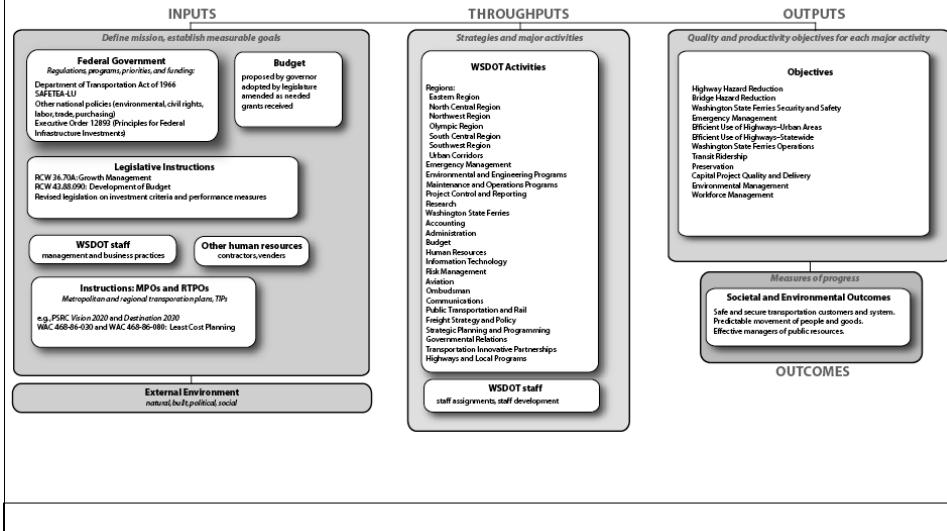 INPUTS
THROUGHPUTS
OUTPUTS
Define mission, establish measurable goals
Federal Government
Regulations, programs, priorities, and funding:
Department of Transportation Act of 1966
SAFETEA-LU
Other national policies (environmental, civil rights,
labor, trade, purchasing)
Executive Order 12893 (Principles for Federal
Infrastructure Investments)
Budget
proposed by governor
adopted by legislature
amended as needed
grants received
Legislative Instructions
RCW 36.70A: Growth Management
RCW 43.88.090: Development of Budget
Revised legislation on investment criteria and performance measures
WSDOT staff
management and business practices
Other human resources
contractors, venders
Instructions: MPOs and RTPOs
Metropolitan and regional transporation plans, TIPs
e.g., PSRC Vision 2020 and Destination 2030
WAC 468-86-030 and WAC 468-86-080: Least Cost Planning
External Environment
natural, built, political, social
Strategies and major activities
WSDOT Activities
Regions:
Eastern Region
North Central Region
Northwest Region
Olympic Region
South Central Region
Southwest Region
Urban Corridors
Emergency Management
Environmental and Engineering Programs
Maintenance and Operations Programs
Project Control and Reporting
Research
Washington State Ferries
Accounting
Administration
Budget
Human Resources
Information Technology
Risk Management
Aviation
Ombudsman
Communications
Public Transportation and Rail
Freight Strategy and Policy
Strategic Planning and Programming
Governmental Relations
Transportation Innovative Partnerships
Highways and Local Programs
WSDOT staff
staff assignments, staff development
Quality and productivity objectives for each major activity
Objectives
Highway Hazard Reduction
Bridge Hazard Reduction
Washington State Ferries Security and Safety
Emergency Management
Efficient Use of Highways–Urban Areas
Efficient Use of Highways–Statewide
Washington State Ferries Operations
Transit Ridership
Preservation
Capital Project Quality and Delivery
Environmental Management
Workforce Management
Measures of progress
Societal and Environmental Outcomes
Safe and secure transportation customers and system.
Predictable movement of people and goods.
Effective managers of public resources.
OUTCOMES